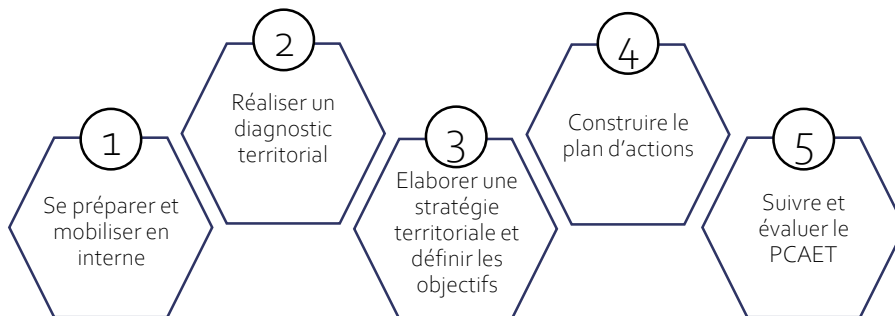 1
Se préparer et
mobiliser en
interne
2
Réaliser un
diagnostic
territorial
3
Elaborer une
stratégie
territoriale et
définir les
objectifs
4
Construire le
plan d'actions
5
Suivre et
évaluer le
PCAET